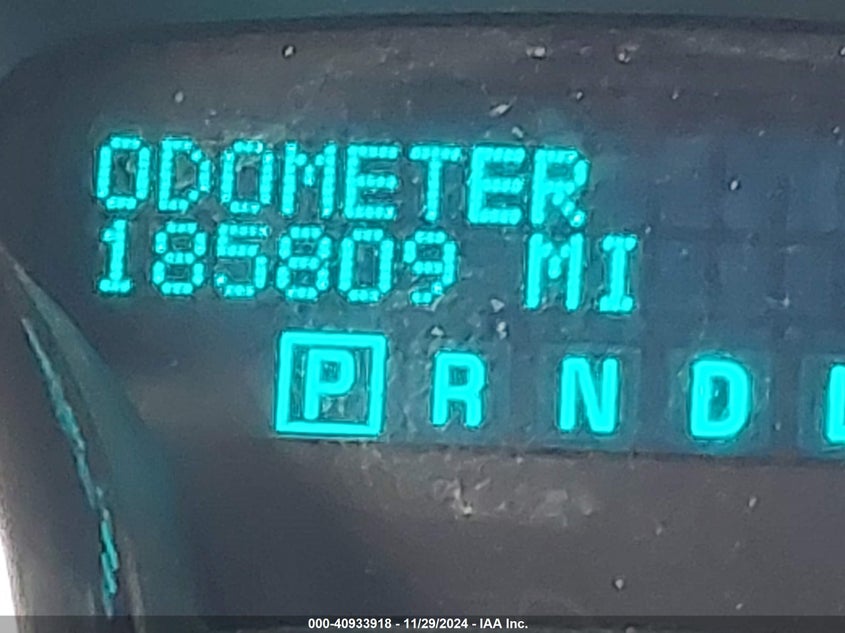 ODOMETER
185809 MI
P R N D
000-40933918 - 11/29/2024 - IAA Inc.